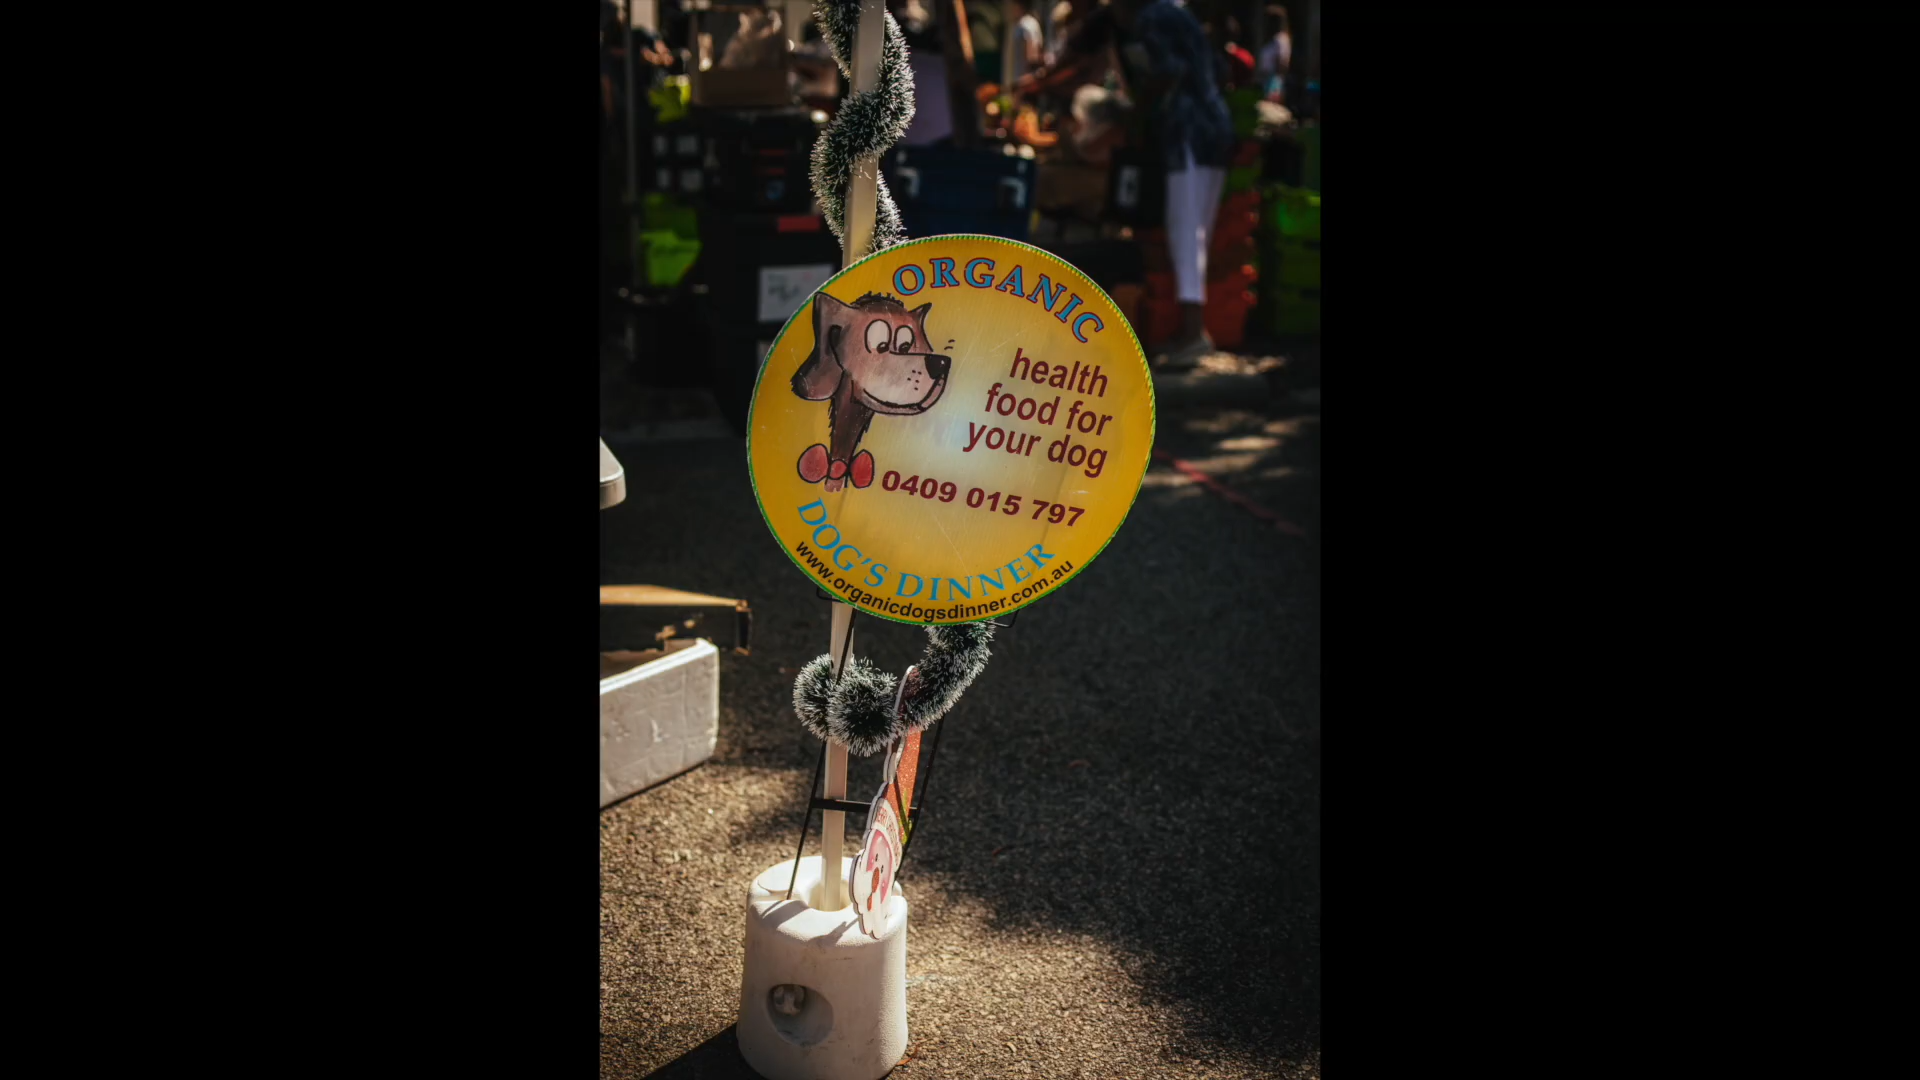 ORGANIC
health
food for
your dog
0409 015 797
DOG'S DINNER
www.organicdogsdinner.com.au